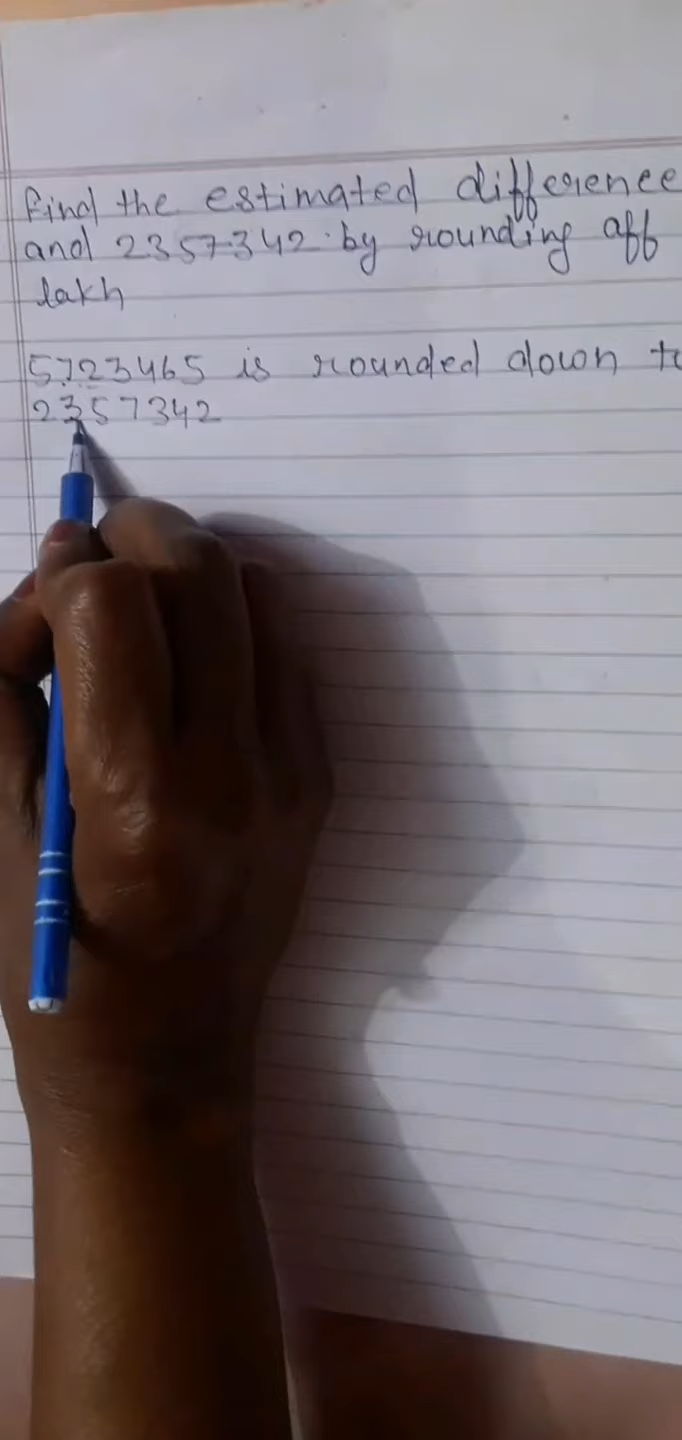 Find the estimated difference
and 2357342 by rounding off
lakh
5723465 is rounded down to
2357342